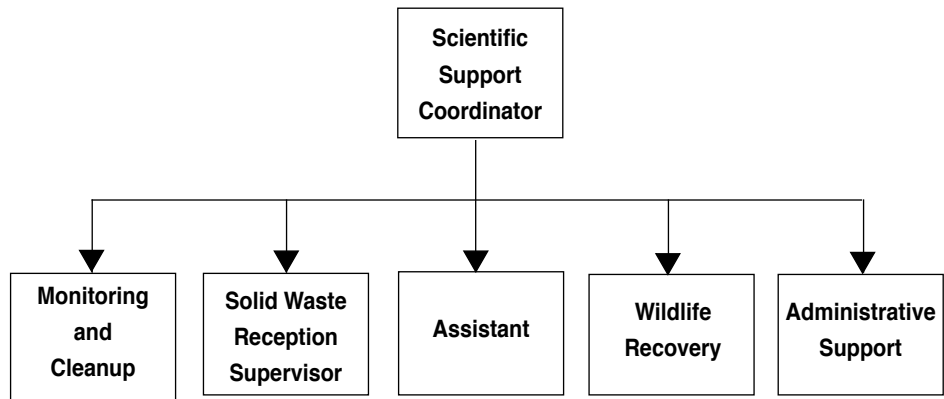 Scientific
Support
Coordinator
Monitoring
and
Cleanup
Solid Waste
Reception
Supervisor
Assistant
Wildlife
Recovery
Administrative
Support